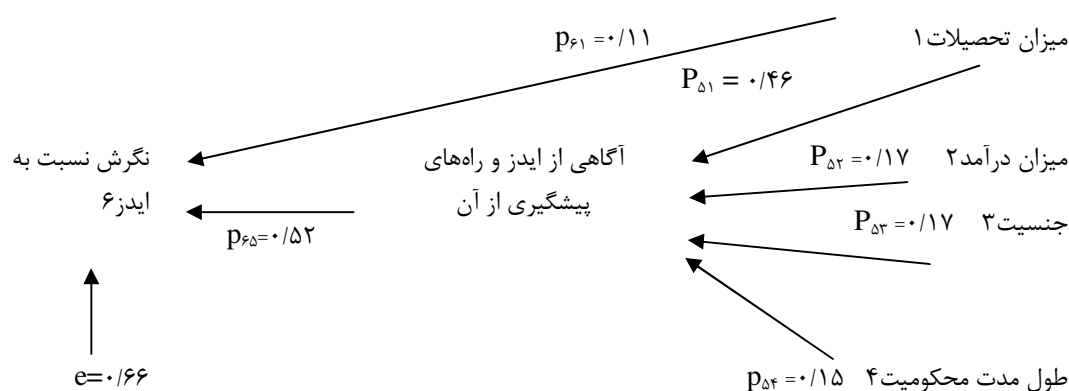 میزان تحصیلات۱
p۶۱ =۰/۱۱
P۵۱ = ۰/۴۶
میزان درآمد۲ P۵۲ =۰/۱۷
آگاهی از ایدز و راه‌های
پیشگیری از آن
نگرش نسبت به
ایدز۶
جنسیت۳ P۵۳ =۰/۱۷
p۶۵=۰/۵۲
طول مدت محکومیت۴ p۵۴ =۰/۱۵
e=۰/۶۶